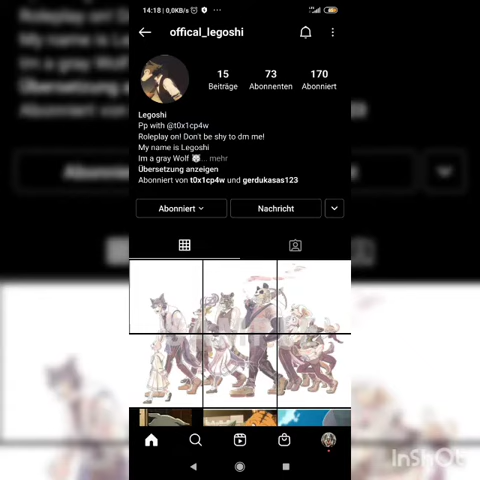 14:18 | 0,0KB/s
offical_legoshi
15 73 170
Beiträge Abonnenten Abonniert
Legoshi
Pp with @t0x1cp4w
Roleplay on! Don't be shy to dm me!
My name is Legoshi
Im a gray Wolf 🐺... mehr
Übersetzung anzeigen
Abonniert von t0x1cp4w und gerdukasas123
Abonniert Nachricht
InShOt